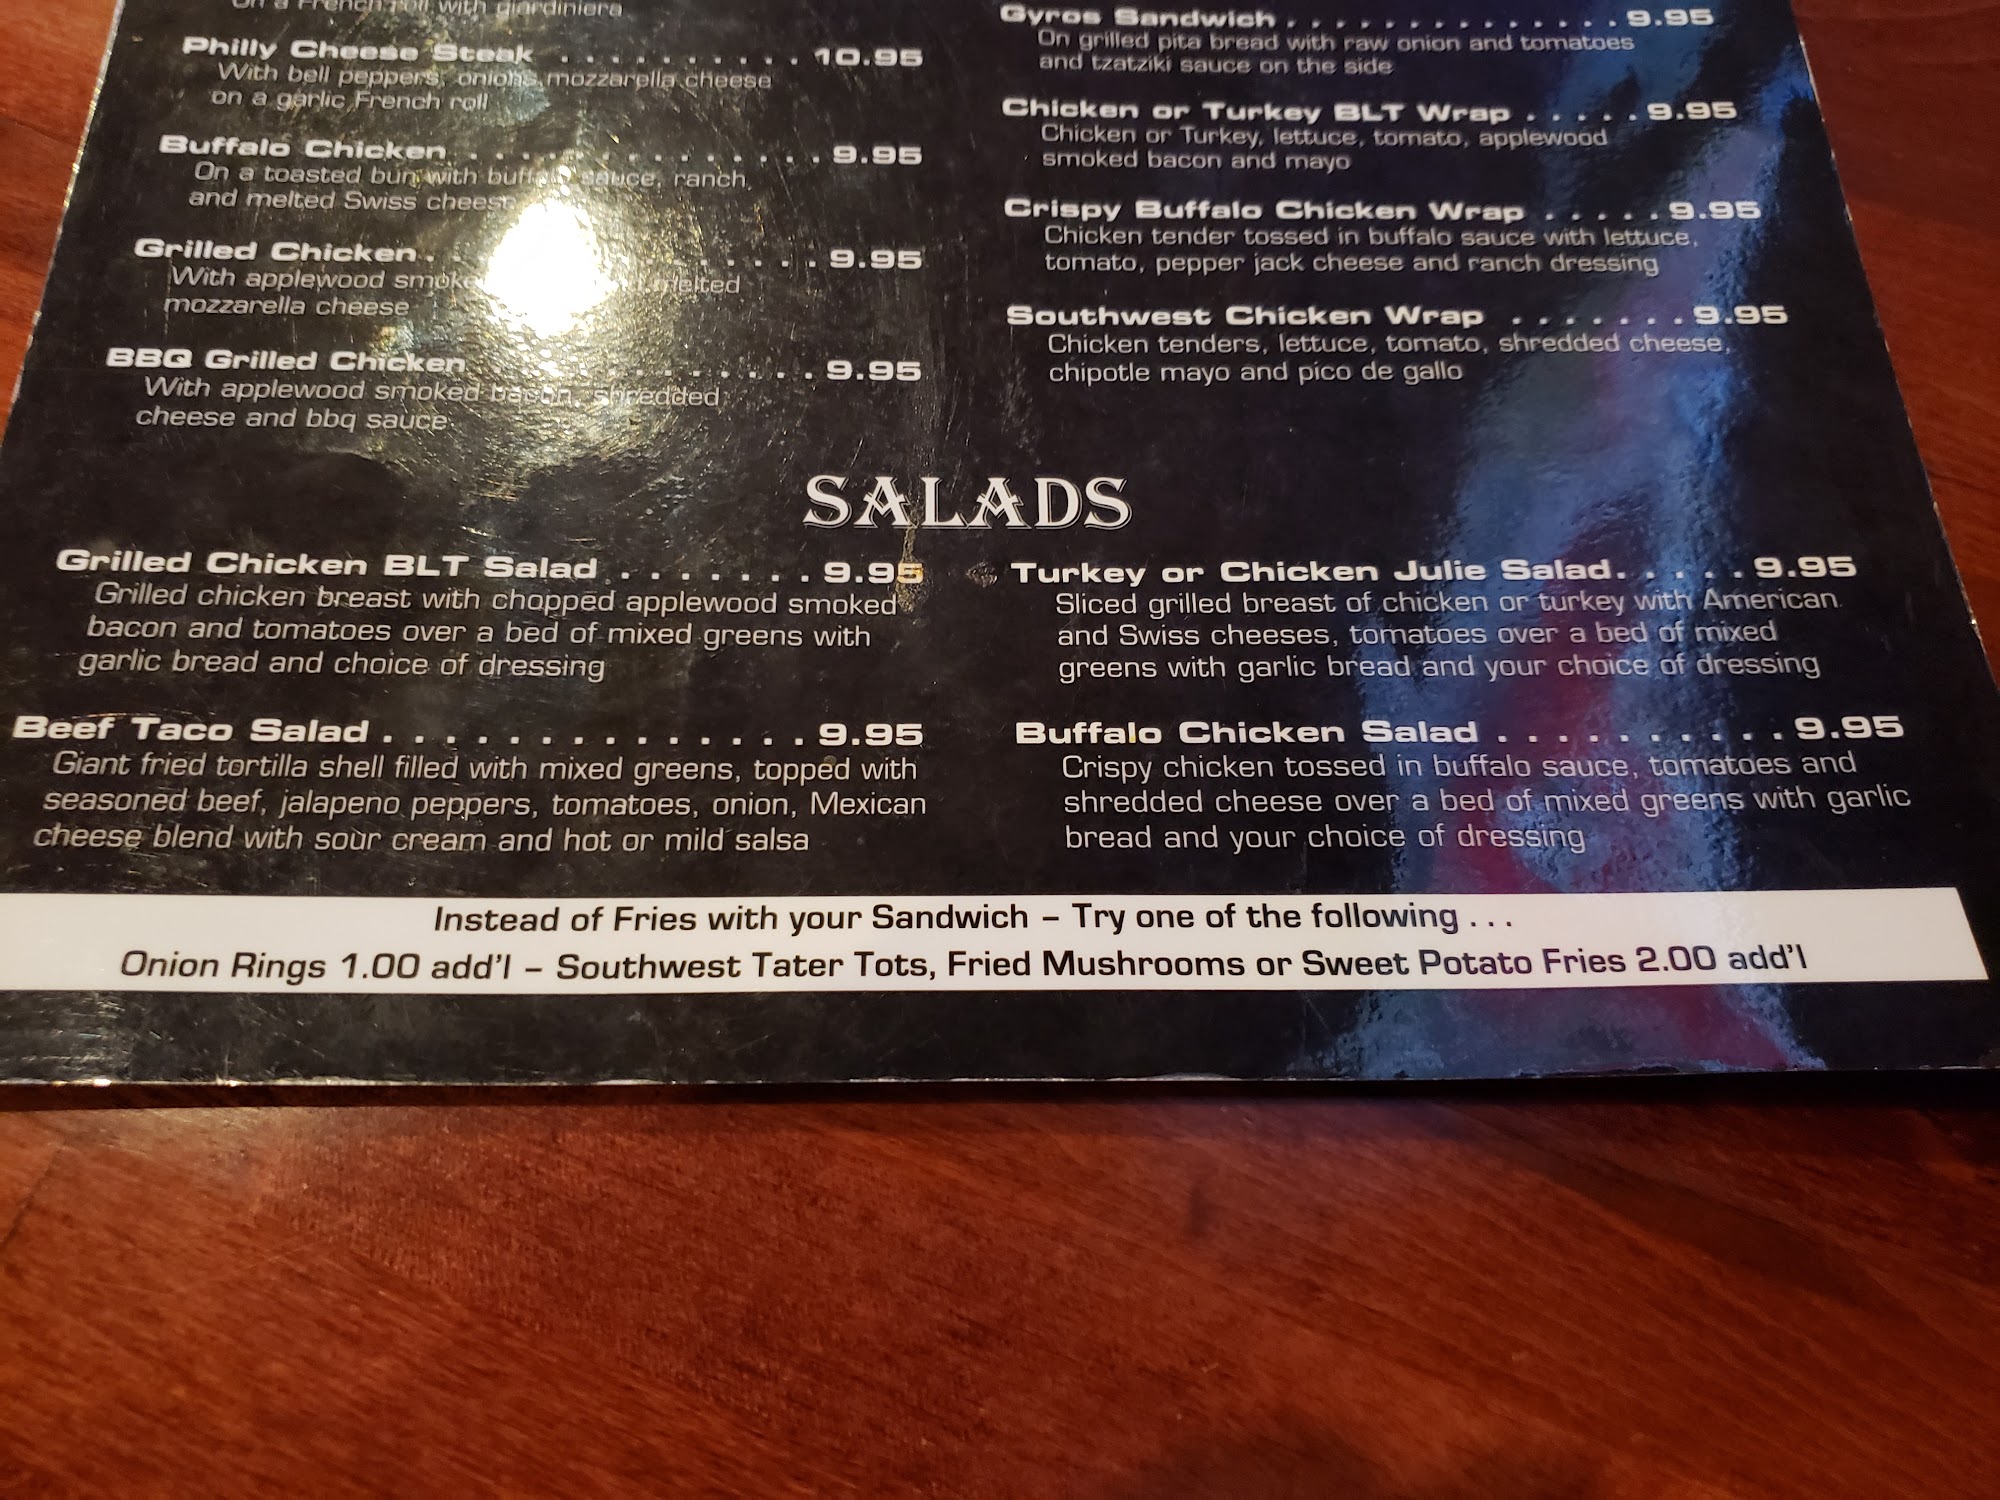 On a French roll with giardiniera
Philly Cheese Steak . . . . . . . . . . 10.95
With bell peppers, onions, mozzarella cheese
on a garlic French roll
Buffalo Chicken . . . . . . . . . . . . . . . 9.95
On a toasted bun with buffalo sauce, ranch
and melted Swiss cheese
Grilled Chicken . . . . . . . . . . . . . . . 9.95
With applewood smoked melted
mozzarella cheese
BBQ Grilled Chicken . . . . . . . . . . . . 9.95
With applewood smoked bacon, shredded
cheese and bbq sauce
Gyros Sandwich . . . . . . . . . . . . . . 9.95
On grilled pita bread with raw onion and tomatoes
and tzatziki sauce on the side
Chicken or Turkey BLT Wrap . . . . . 9.95
Chicken or Turkey, lettuce, tomato, applewood
smoked bacon and mayo
Crispy Buffalo Chicken Wrap . . . . . 9.95
Chicken tender tossed in buffalo sauce with lettuce,
tomato, pepper jack cheese and ranch dressing
Southwest Chicken Wrap . . . . . . . 9.95
Chicken tenders, lettuce, tomato, shredded cheese,
chipotle mayo and pico de gallo
SALADS
Grilled Chicken BLT Salad . . . . . . . 9.95
Grilled chicken breast with chopped applewood smoked
bacon and tomatoes over a bed of mixed greens with
garlic bread and choice of dressing
Beef Taco Salad . . . . . . . . . . . . . . 9.95
Giant fried tortilla shell filled with mixed greens, topped with
seasoned beef, jalapeno peppers, tomatoes, onion, Mexican
cheese blend with sour cream and hot or mild salsa
Turkey or Chicken Julie Salad. . . . . 9.95
Sliced grilled breast of chicken or turkey with American
and Swiss cheeses, tomatoes over a bed of mixed
greens with garlic bread and your choice of dressing
Buffalo Chicken Salad . . . . . . . . . . 9.95
Crispy chicken tossed in buffalo sauce, tomatoes and
shredded cheese over a bed of mixed greens with garlic
bread and your choice of dressing
Instead of Fries with your Sandwich – Try one of the following . . .
Onion Rings 1.00 add'l – Southwest Tater Tots, Fried Mushrooms or Sweet Potato Fries 2.00 add'l